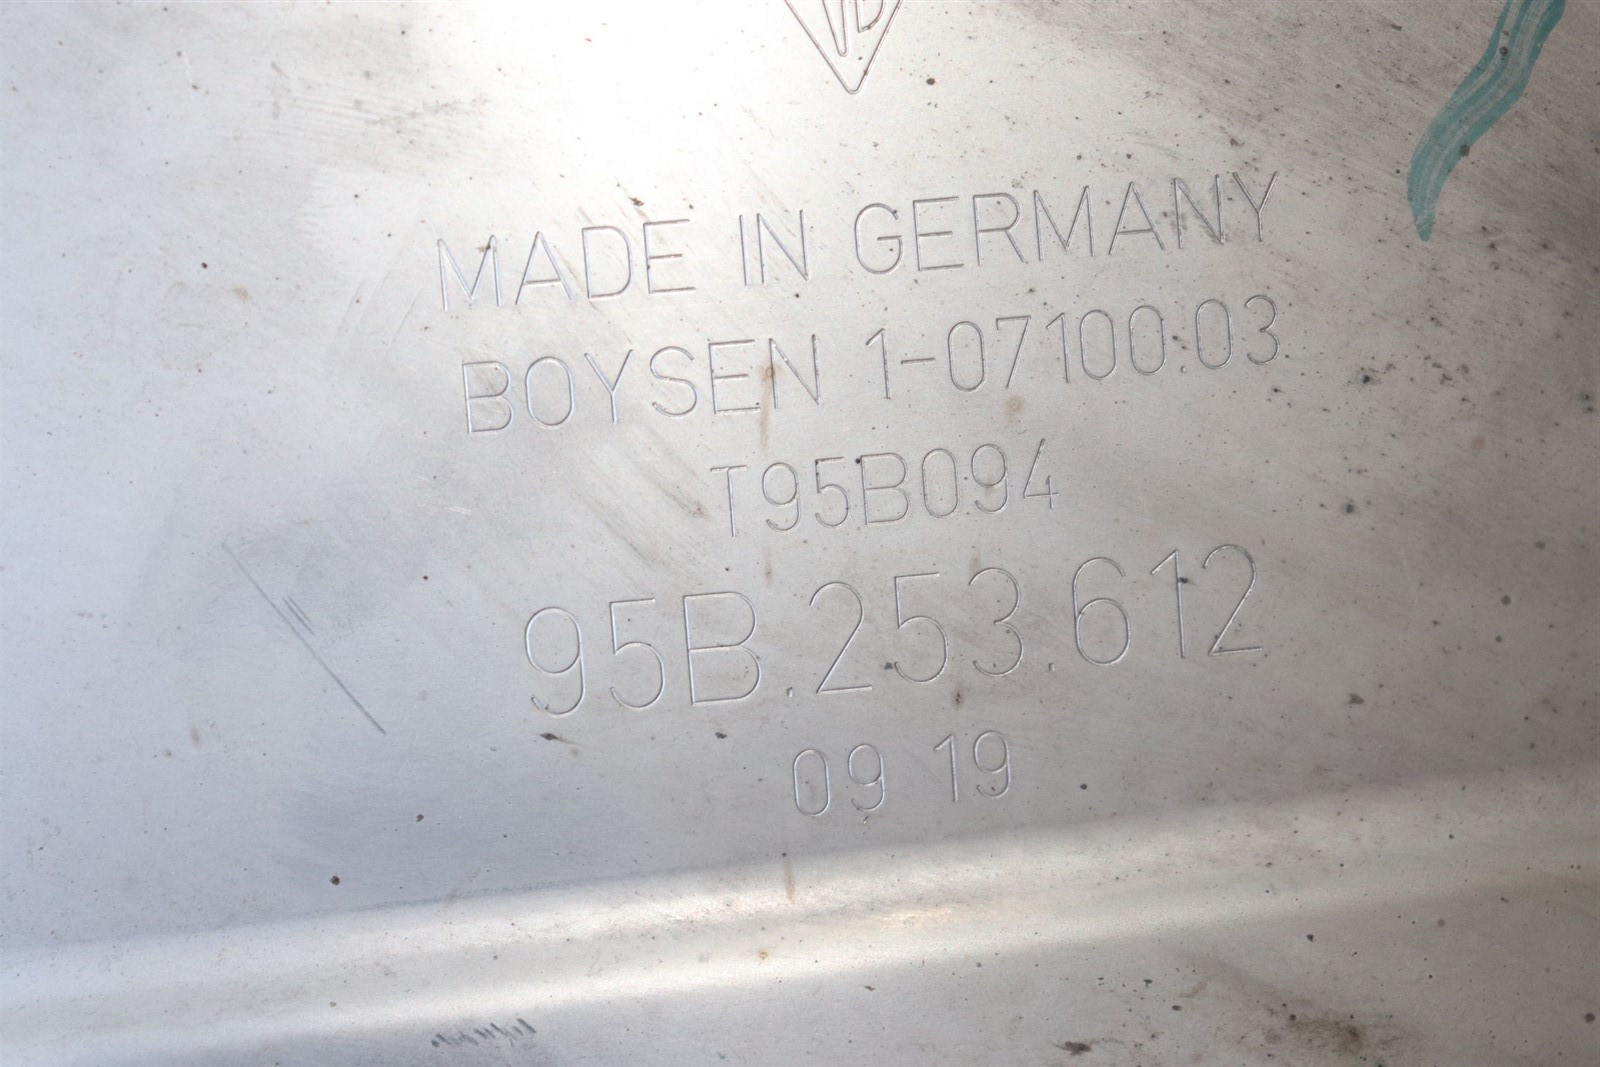 MADE IN GERMANY
BOYSEN 1-07100.03
T95B094
95B.253.612
09 19